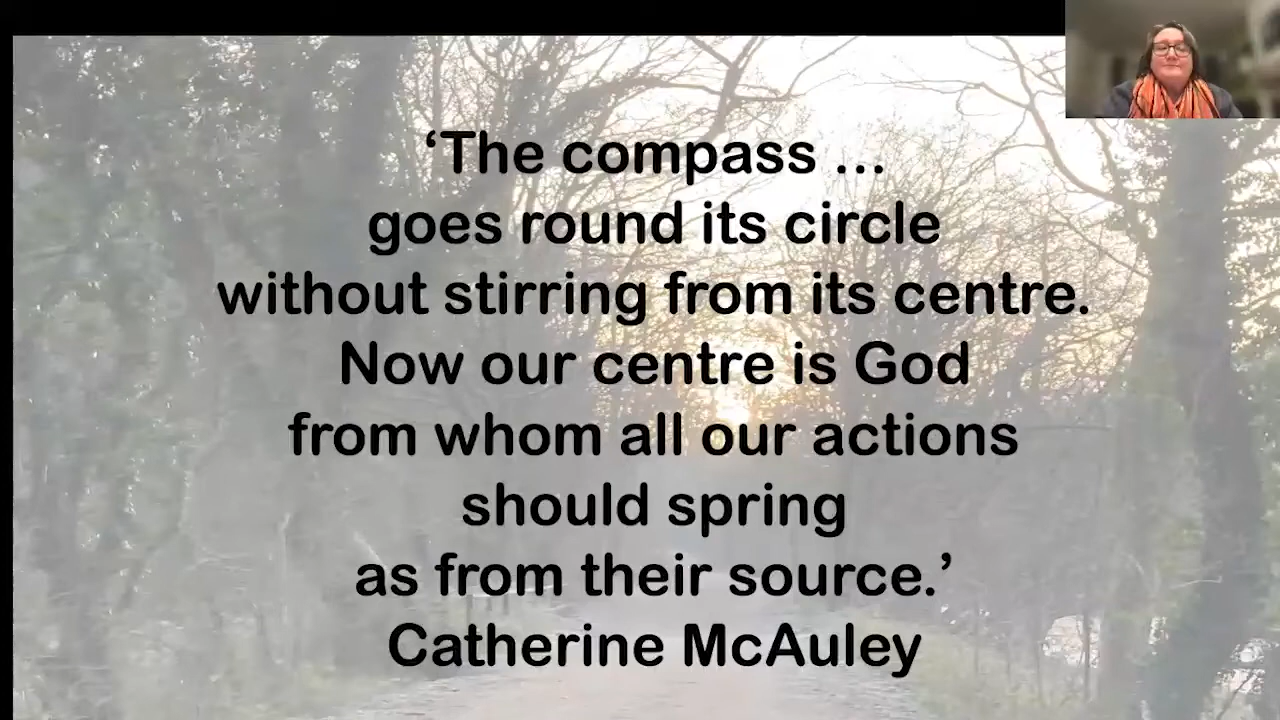 ‘The compass ...
goes round its circle
without stirring from its centre.
Now our centre is God
from whom all our actions
should spring
as from their source.’
Catherine McAuley